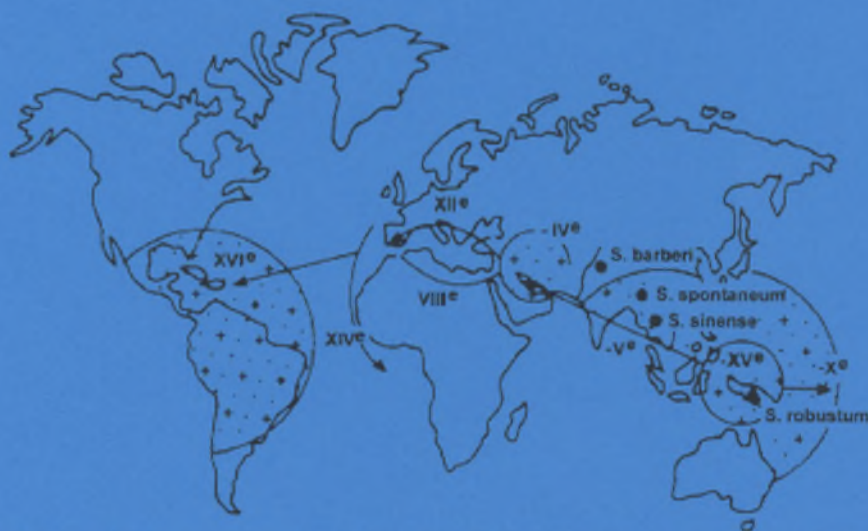 XIIe
-IVe
S. barberi
XVIe
S. spontaneum
VIIIe
S. sinense
XIVe
-Ve
-XVe
-Xe
S. robustum